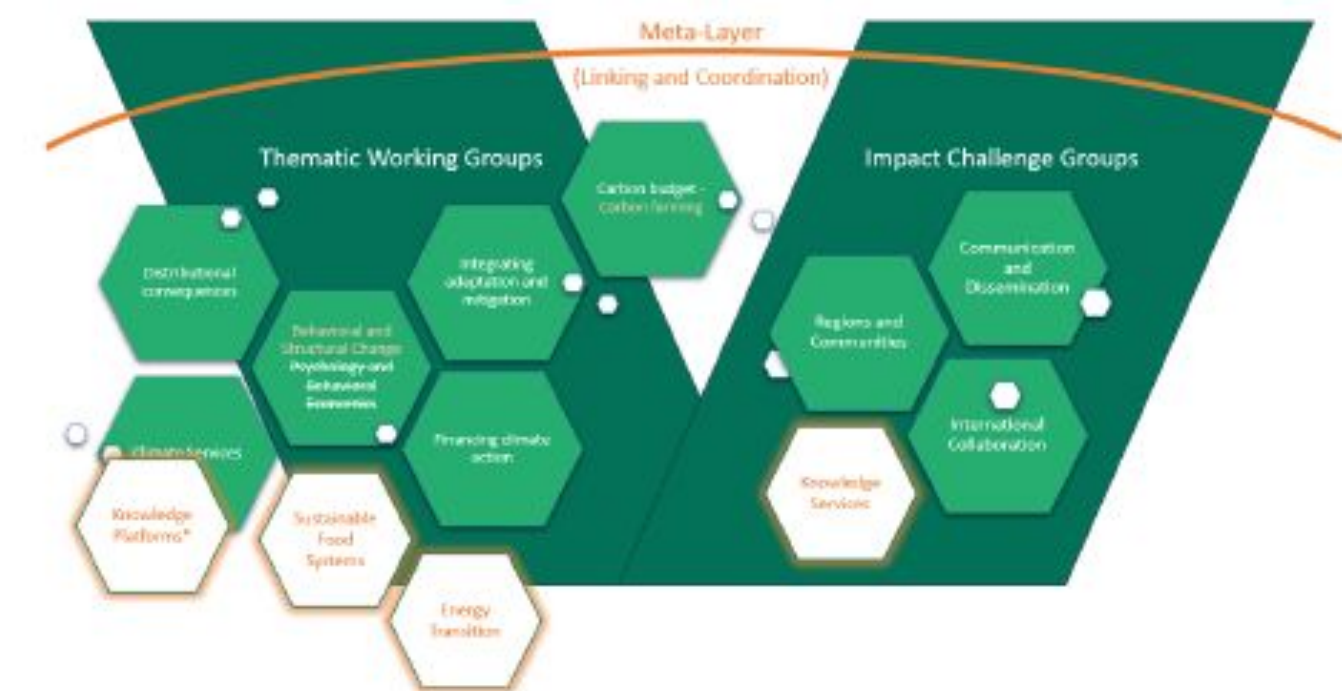 Meta-Layer
(Linking and Coordination)
Thematic Working Groups
Impact Challenge Groups
Carbon budget -
carbon farming
Distributional
consequences
Integrating
adaptation and
mitigation
Behavioral and
Structural Change
Psychology and
Behavioral
Economics
Climate Services
Financing climate
action
Knowledge
Platforms*
Sustainable
Food
Systems
Energy
Transition
Communication
and
Dissemination
Regions and
Communities
International
Collaboration
Knowledge
Services